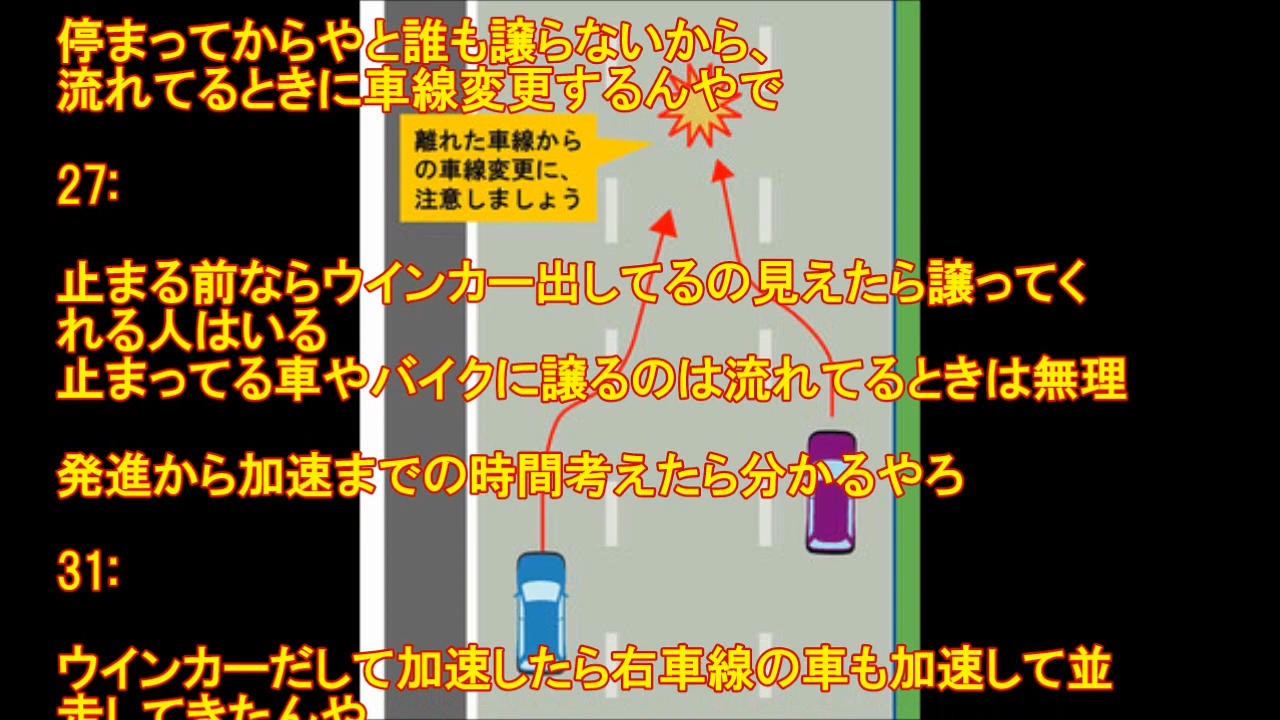 停まってからやと誰も譲らないから、
流れてるときに車線変更するんやで
離れた車線から
の車線変更に、
注意しましょう
27:
止まる前ならウインカー出してるの見えたら譲ってく
れる人はいる
止まってる車やバイクに譲るのは流れてるときは無理
発進から加速までの時間考えたら分かるやろ
31:
ウインカーだして加速したら右車線の車も加速して並
走してきたんや